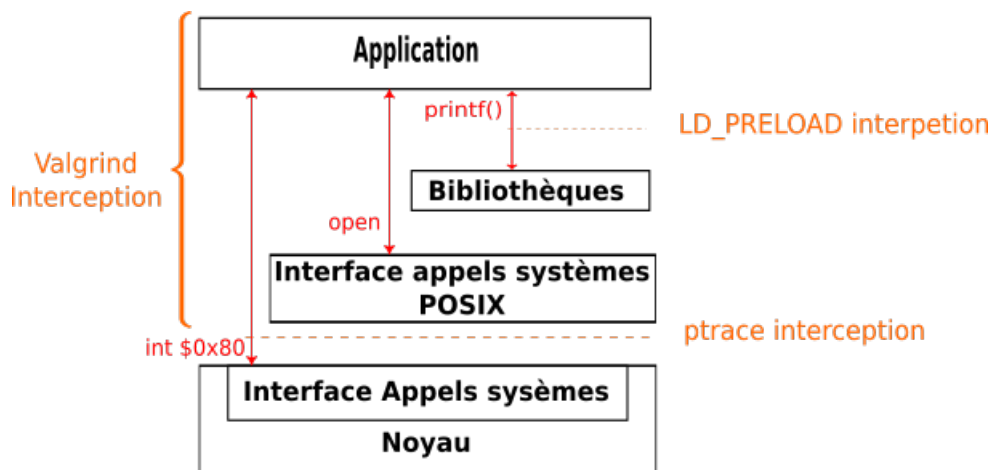 Application
printf()
LD_PRELOAD interpetion
Valgrind
Interception
Bibliothèques
open
Interface appels systèmes
POSIX
ptrace interception
int $0x80
Interface Appels sysèmes
Noyau